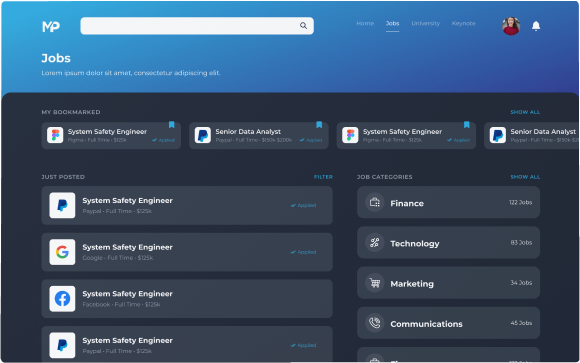 MP
Home Jobs University Keynote
Jobs
Lorem ipsum dolor sit amet, consectetur adipiscing elit.
MY BOOKMARKED SHOW ALL
System Safety Engineer
Figma - Full Time - $125k Applied
Senior Data Analyst
Paypal - Full Time - $150k $200k Applied
System Safety Engineer
Figma - Full Time - $125k Applied
Senior Data Analyst
Paypal - Full Time - $150k $20
JUST POSTED FILTER
System Safety Engineer
Paypal - Full Time - $125k
Applied
System Safety Engineer
Google - Full Time - $125k
Applied
System Safety Engineer
Facebook - Full Time - $125k
System Safety Engineer
Paypal - Full Time - $125k
Applied
JOB CATEGORIES SHOW ALL
Finance 122 Jobs
Technology 83 Jobs
Marketing 34 Jobs
Communications 45 Jobs